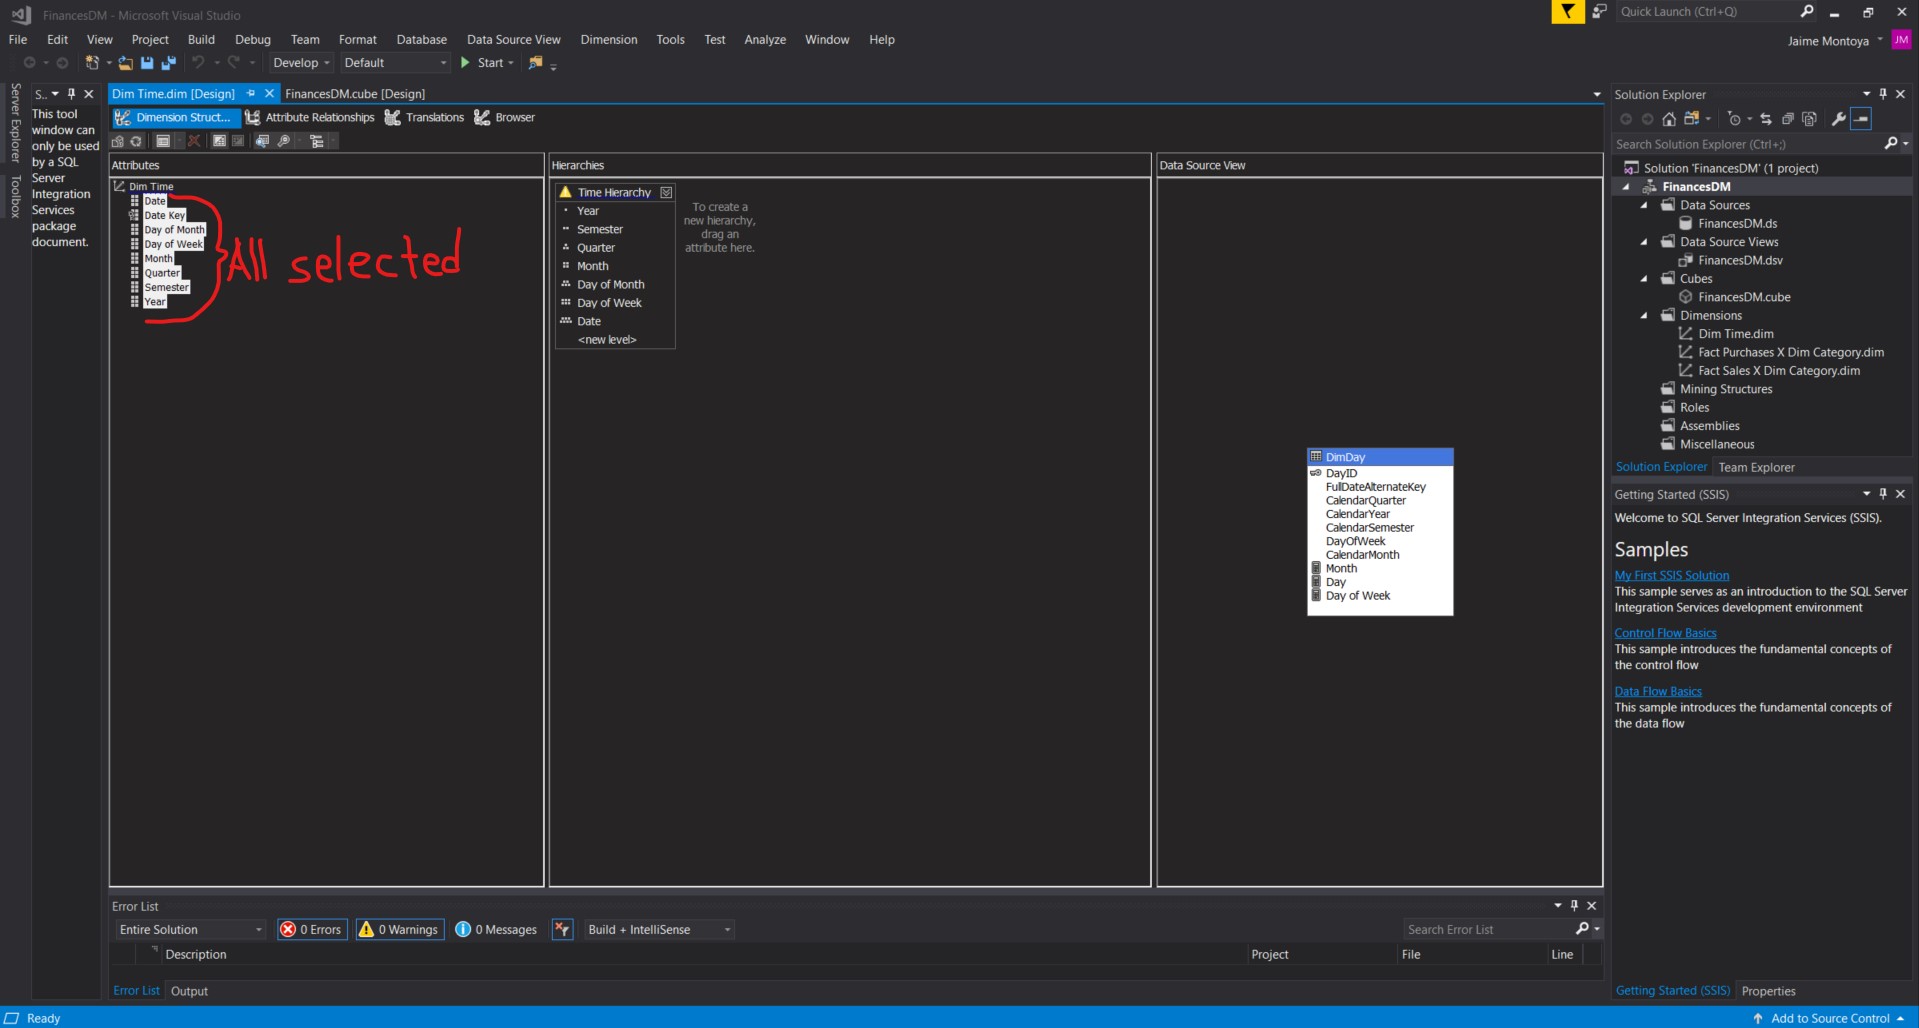 FinancesDM - Microsoft Visual Studio
Quick Launch (Ctrl+Q)
File Edit View Project Build Debug Team Format Database Data Source View Dimension Tools Test Analyze Window Help
Jaime Montoya JM
Develop Default Start
Server Explorer
Toolbox
S..
This tool
window can
only be used
by a SQL
Server
Integration
Services
package
document.
Dim Time.dim [Design] FinancesDM.cube [Design]
Dimension Struct... Attribute Relationships Translations Browser
Attributes
Dim Time
Date
Date Key
Day of Month
Day of Week
Month
Quarter
Semester
Year
All selected
Hierarchies
Time Hierarchy
Year
Semester
Quarter
Month
Day of Month
Day of Week
Date
<new level>
To create a
new hierarchy,
drag an
attribute here.
Data Source View
DimDay
DayID
FullDateAlternateKey
CalendarQuarter
CalendarYear
CalendarSemester
DayOfWeek
CalendarMonth
Month
Day
Day of Week
Solution Explorer
Search Solution Explorer (Ctrl+;)
Solution 'FinancesDM' (1 project)
FinancesDM
Data Sources
FinancesDM.ds
Data Source Views
FinancesDM.dsv
Cubes
FinancesDM.cube
Dimensions
Dim Time.dim
Fact Purchases X Dim Category.dim
Fact Sales X Dim Category.dim
Mining Structures
Roles
Assemblies
Miscellaneous
Solution Explorer Team Explorer
Getting Started (SSIS)
Welcome to SQL Server Integration Services (SSIS).
Samples
My First SSIS Solution
This sample serves as an introduction to the SQL Server
Integration Services development environment
Control Flow Basics
This sample introduces the fundamental concepts of
the control flow
Data Flow Basics
This sample introduces the fundamental concepts of
the data flow
Getting Started (SSIS) Properties
Error List
Entire Solution 0 Errors 0 Warnings 0 Messages Build + IntelliSense Search Error List
Description Project File Line
Error List Output
Ready Add to Source Control